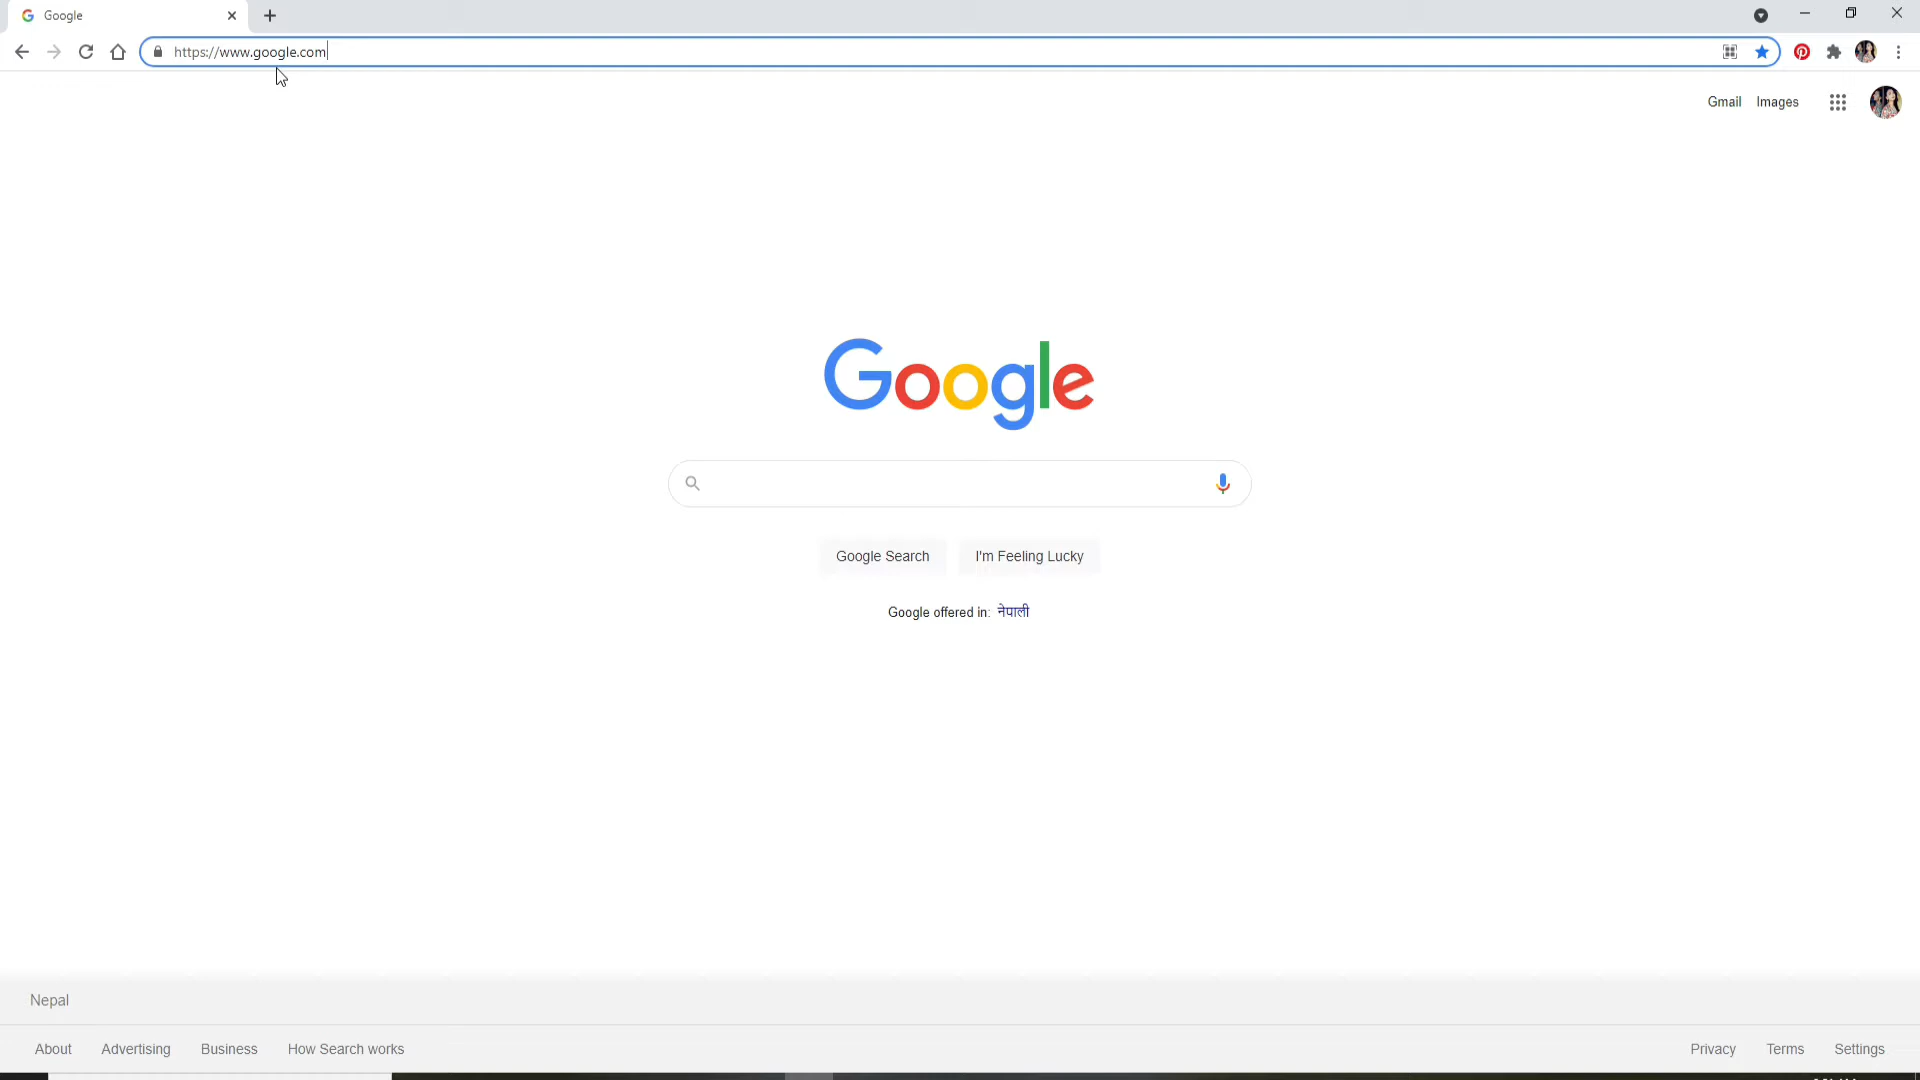 Google
https://www.google.com
Gmail Images
Google
Google Search I'm Feeling Lucky
Google offered in: नेपाली
Nepal
About Advertising Business How Search works
Privacy Terms Settings